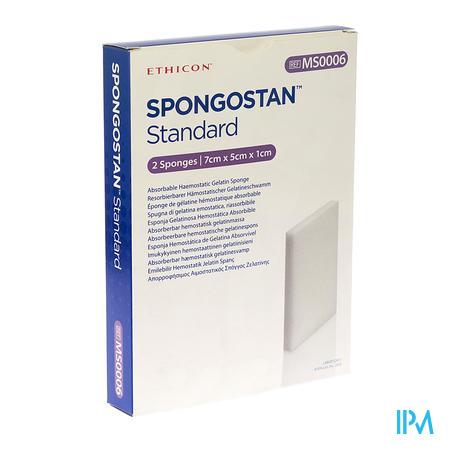 ETHICON™
REF MS0006
SPONGOSTAN™
Standard
2 Sponges | 7cm x 5cm x 1cm
Absorbable Haemostatic Gelatin Sponge
Resorbierbarer Hämostatischer Gelatineschwamm
Éponge de gélatine hémostatique absorbable
Spugna di gelatina emostatica, riassorbibile
Esponja Gelatinosa Hemostática Absorbible
Absorberbar hemostatisk gelatinmassa
Absorbeerbare hemostatische gelatinespons
Esponja Hemostática de Gelatina Absorvível
Imukykyinen hemostaattinen gelatiinisieni
Absorberbar hæmostatisk gelatinesvamp
Emilebilir Hemostatik Jelatin Spanç
Απορροφήσιμος Αιμοστατικός Σπόγγος Ζελατίνης
SPONGOSTAN™ Standard
REF MS0006
IPM